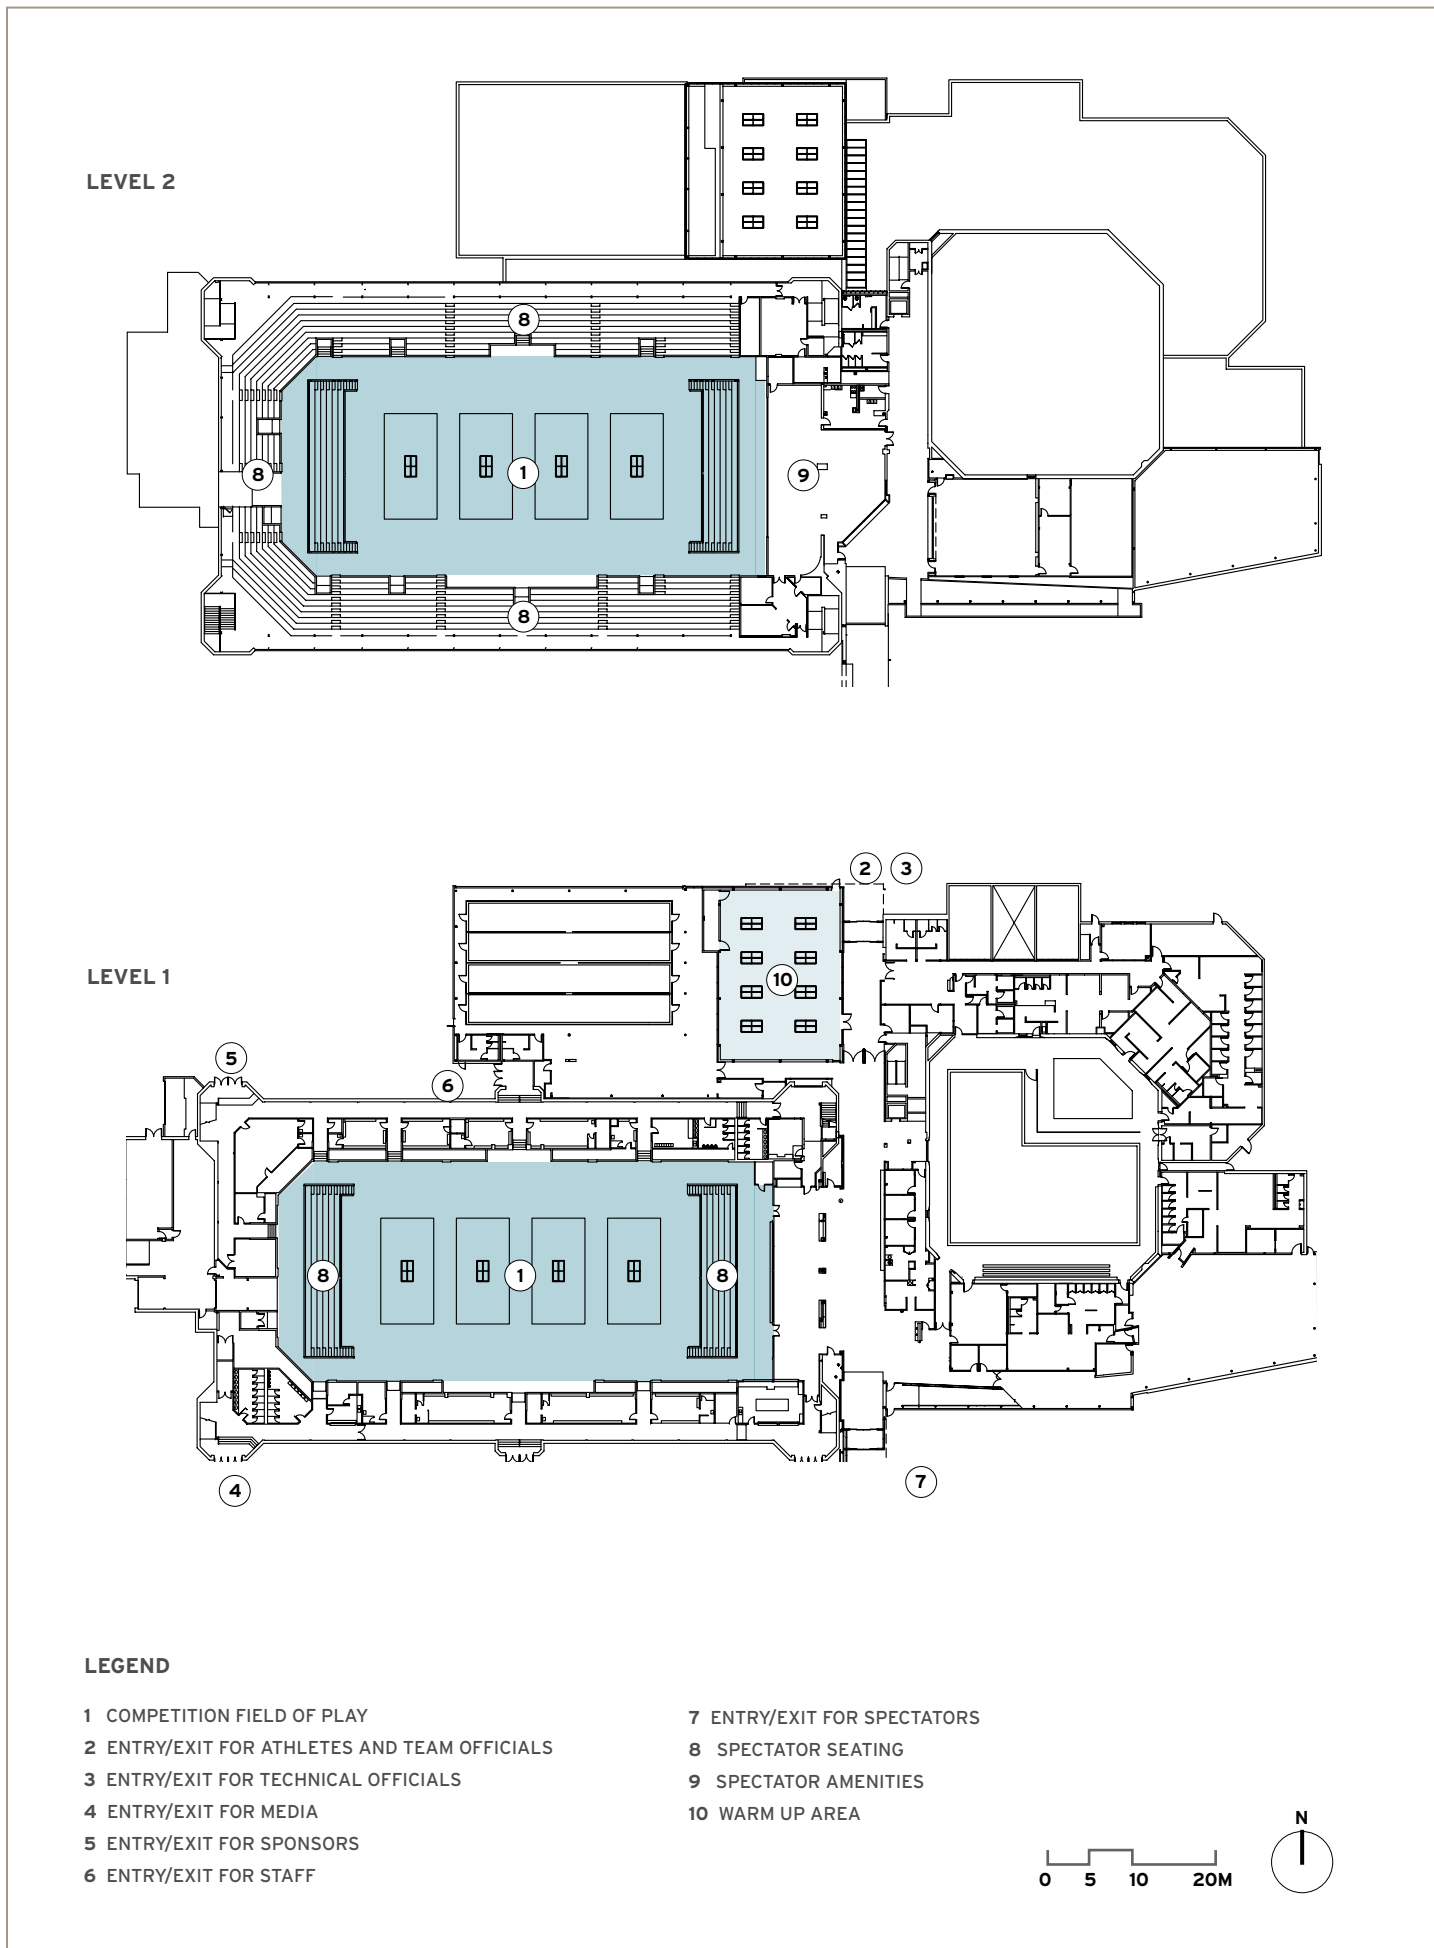 LEVEL 2
8
8
1
9
8
2 3
LEVEL 1
10
5
6
8
1
8
4
7
LEGEND
1 COMPETITION FIELD OF PLAY
2 ENTRY/EXIT FOR ATHLETES AND TEAM OFFICIALS
3 ENTRY/EXIT FOR TECHNICAL OFFICIALS
4 ENTRY/EXIT FOR MEDIA
5 ENTRY/EXIT FOR SPONSORS
6 ENTRY/EXIT FOR STAFF
7 ENTRY/EXIT FOR SPECTATORS
8 SPECTATOR SEATING
9 SPECTATOR AMENITIES
10 WARM UP AREA
N
0 5 10 20M